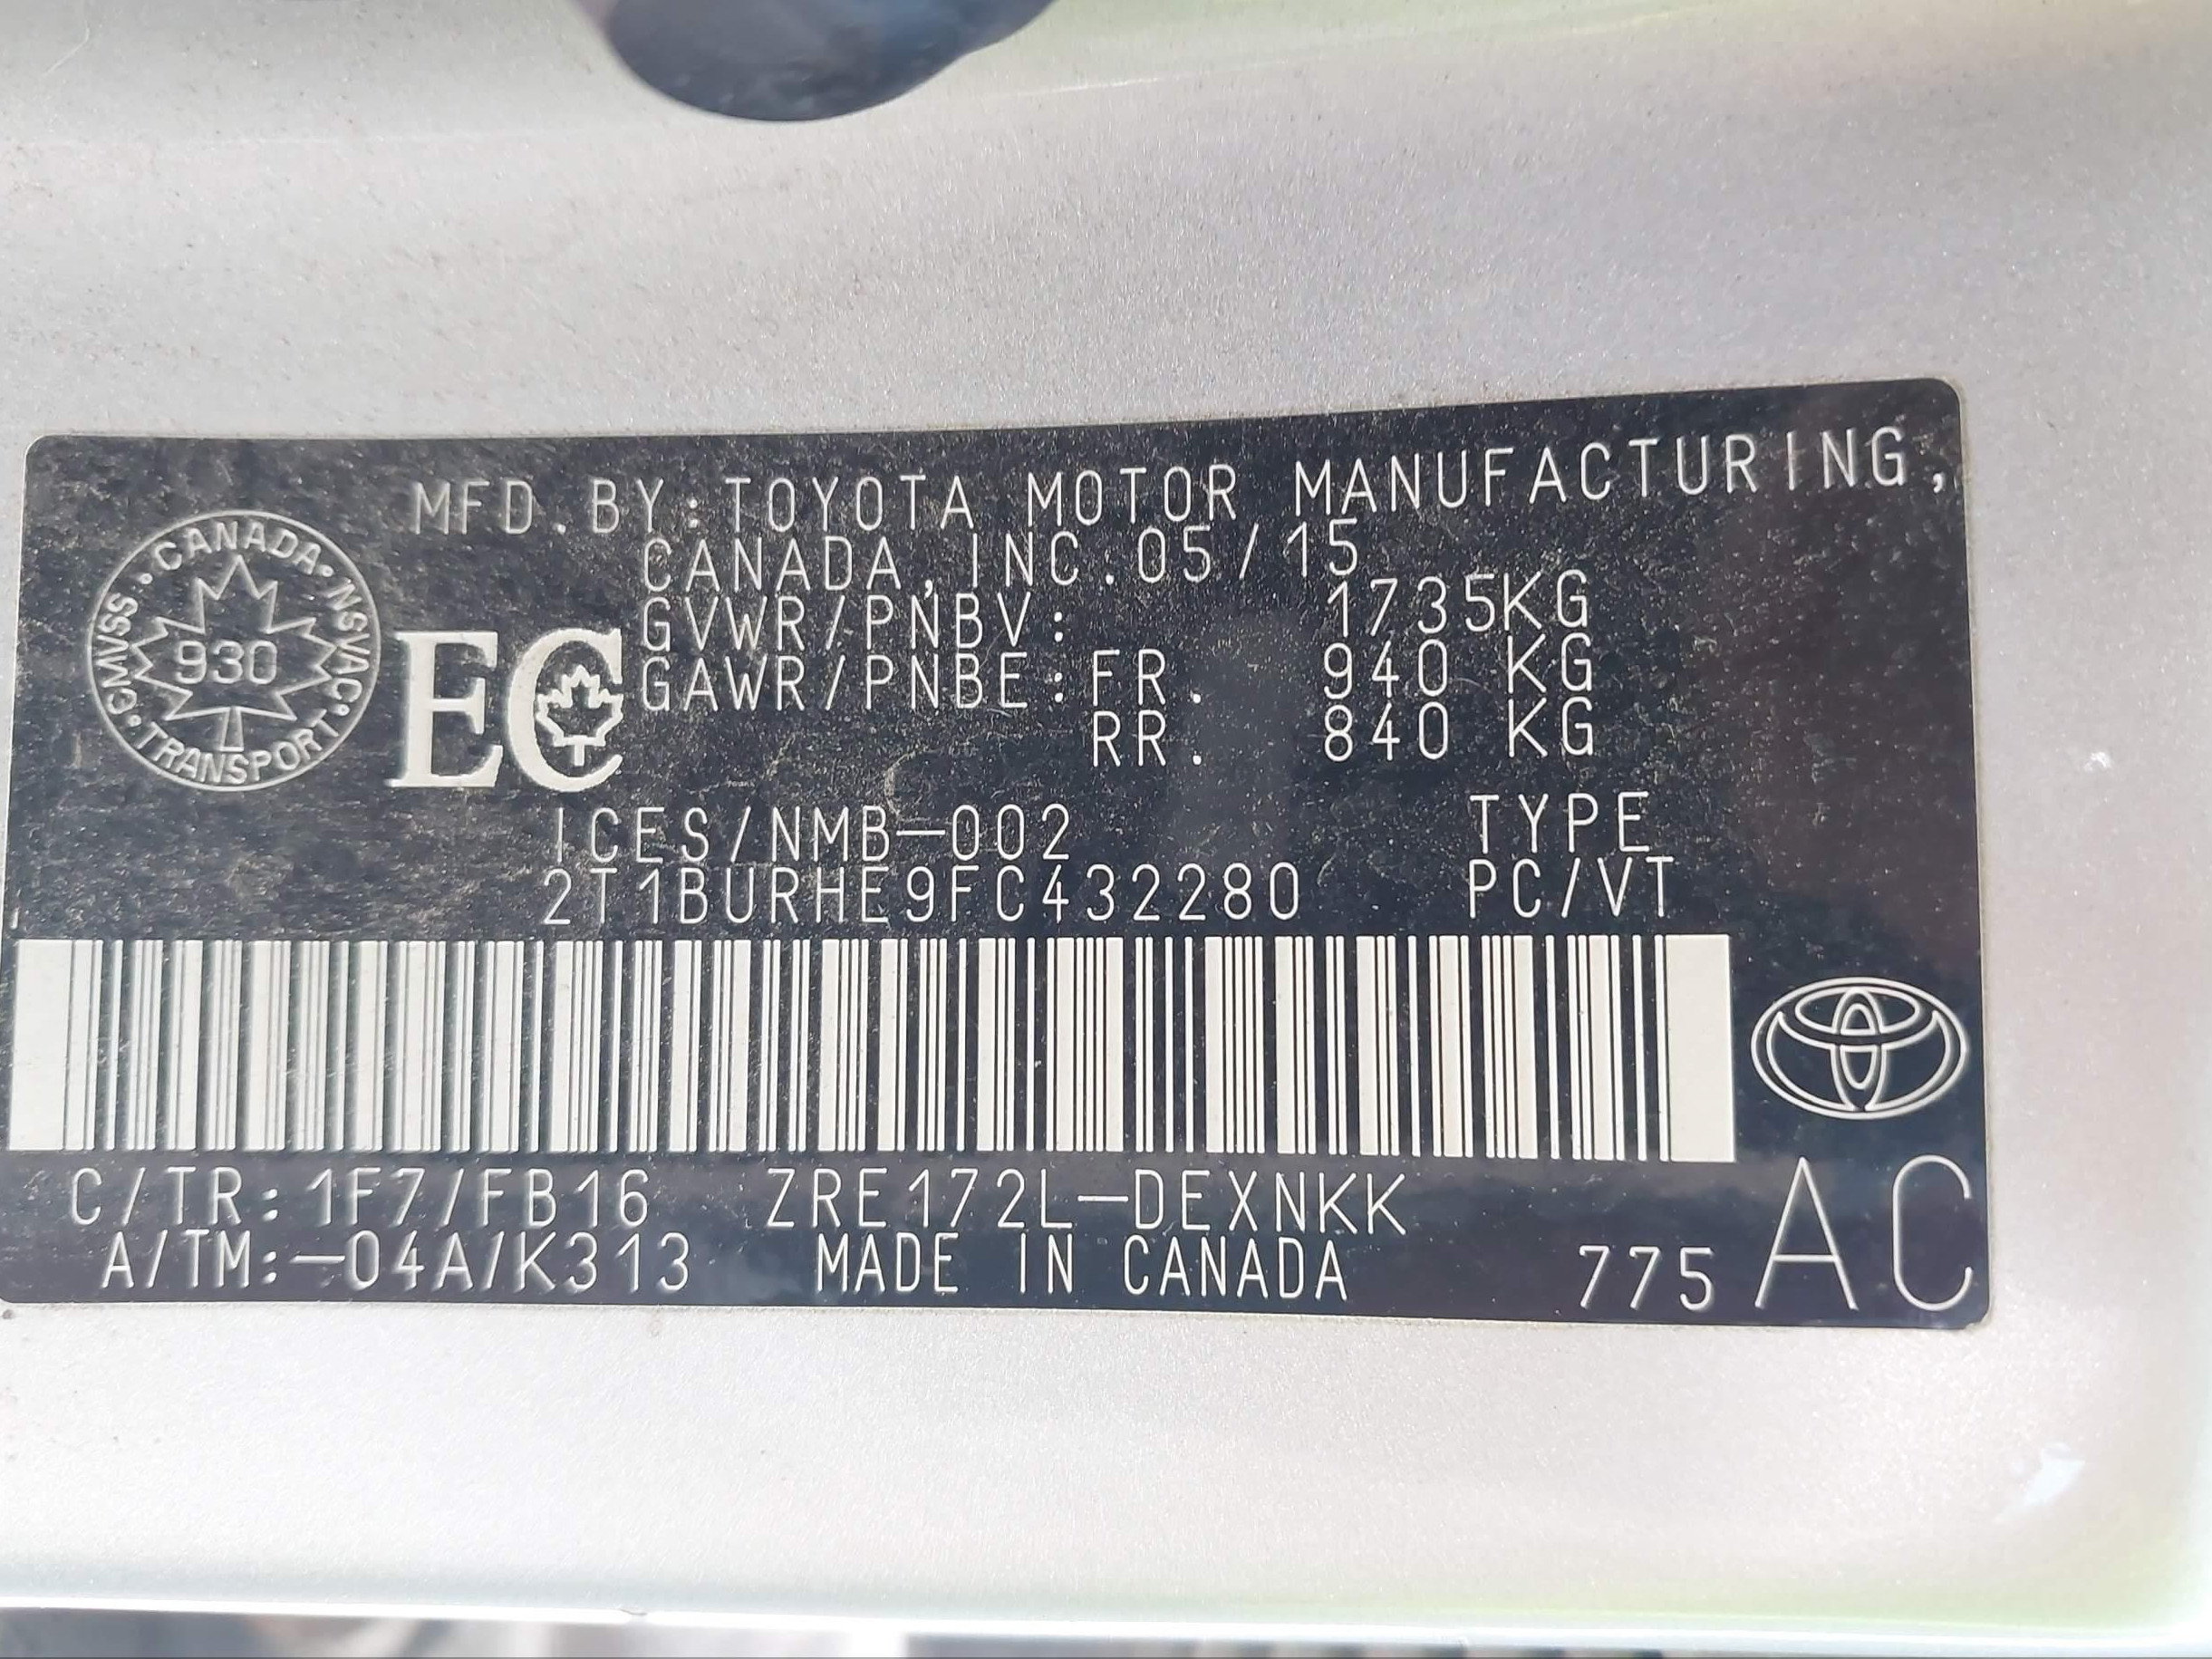 MFD.BY:TOYOTA MOTOR MANUFACTURING,
CANADA, INC.05/15
GVWR/PNBV: 1735KG
GAWR/PNBE:FR. 940 KG
RR. 840 KG
CANADA·NSVAC·TRANSPORT·CMVSS·
930
EC
ICES/NMB-002 TYPE
2T1BURHE9FC432280 PC/VT
C/TR:1F7/FB16 ZRE172L-DEXNKK
A/TM:-04A/K313 MADE IN CANADA 775 AC